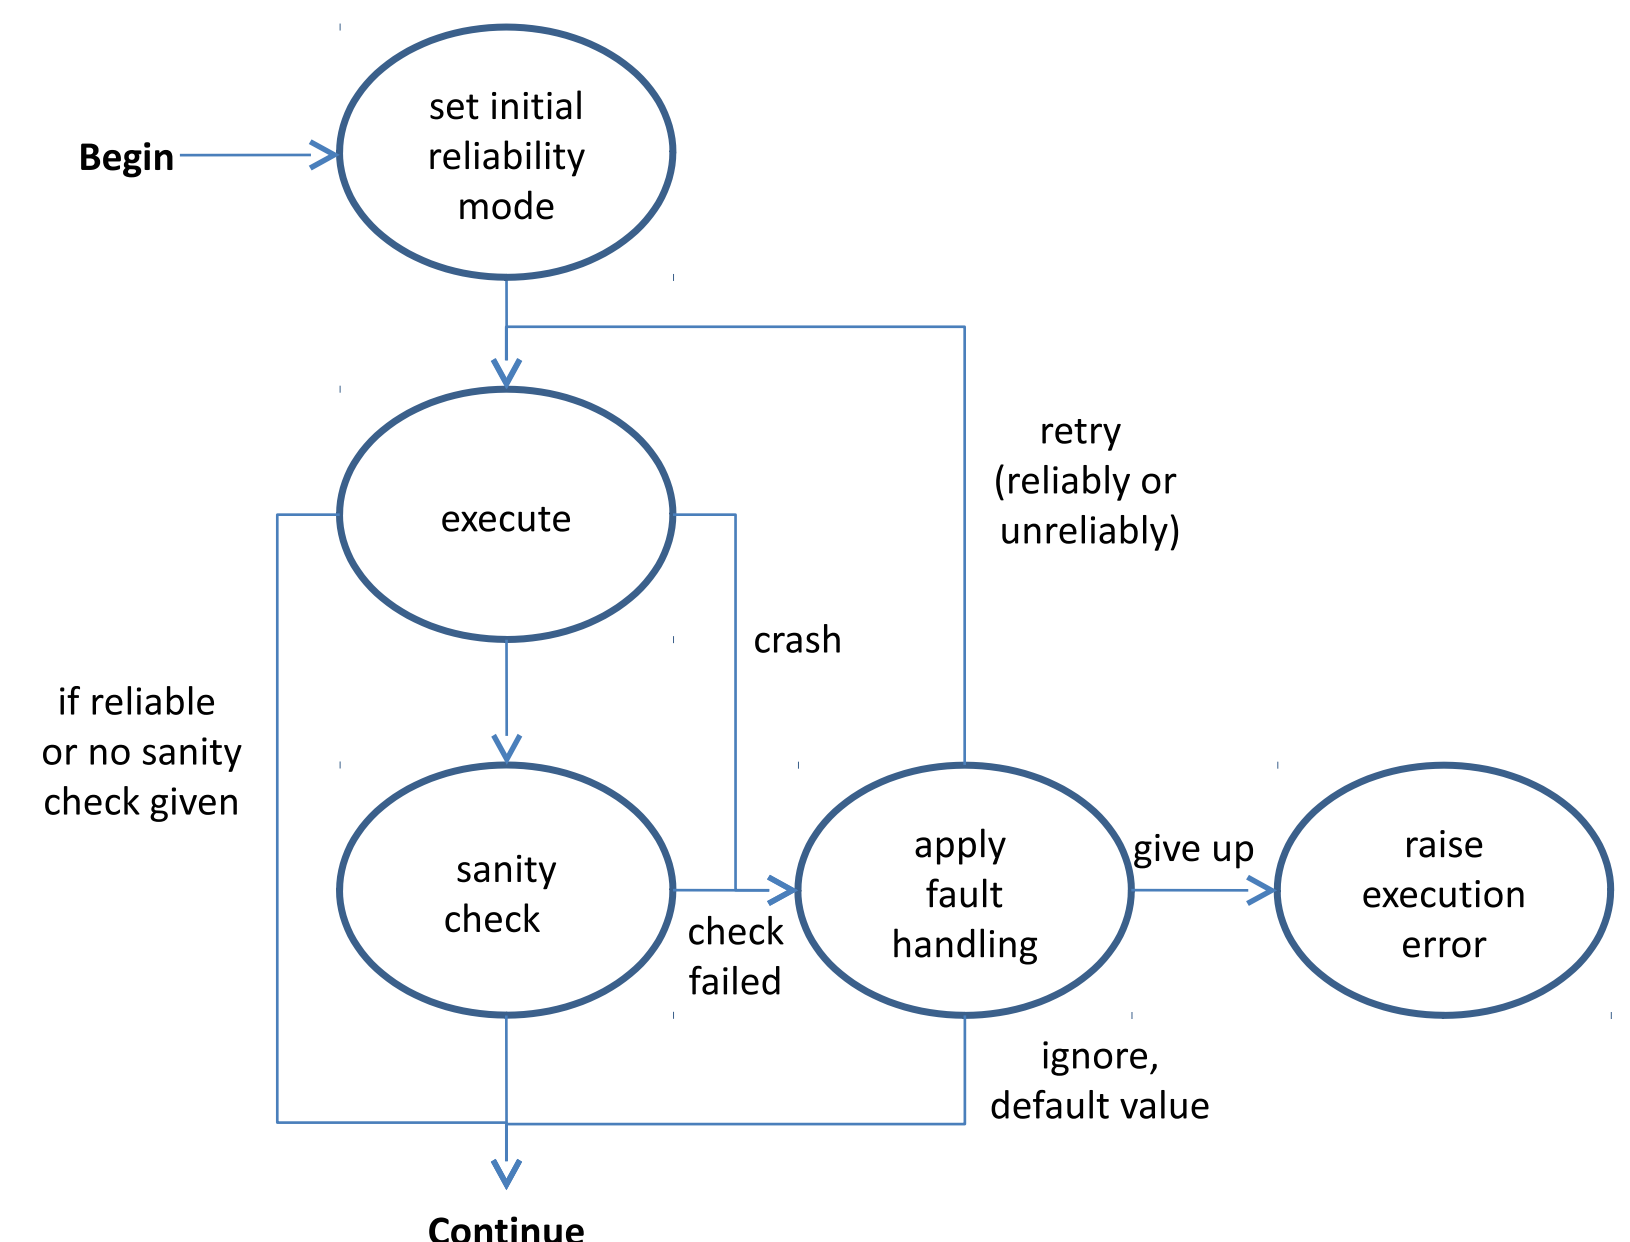 set initial
reliability
mode
Begin
retry
(reliably or
unreliably)
execute
crash
if reliable
or no sanity
check given
sanity
check
check
failed
apply
fault
handling
give up
raise
execution
error
ignore,
default value
Continue